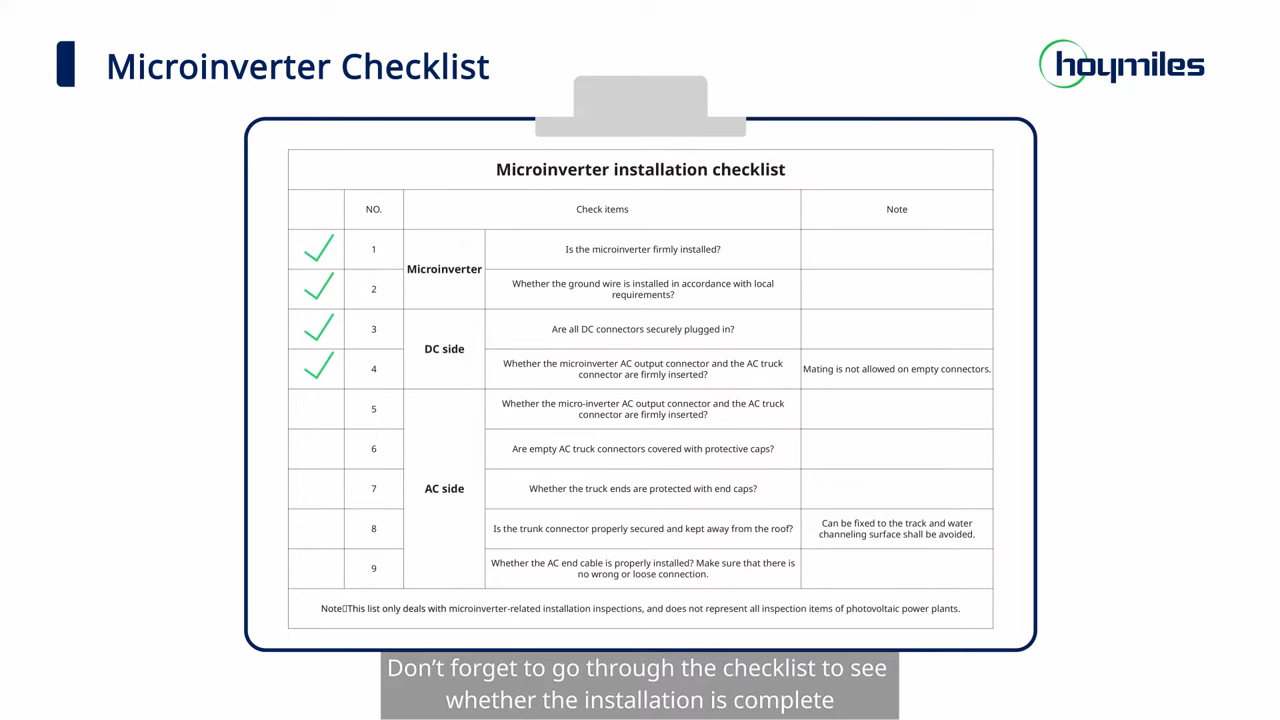 Microinverter Checklist
hoymiles
Microinverter installation checklist
NO.
Check items
Note
1
Microinverter
Is the microinverter firmly installed?
2
Whether the ground wire is installed in accordance with local
requirements?
3
DC side
Are all DC connectors securely plugged in?
4
Whether the microinverter AC output connector and the AC truck
connector are firmly inserted?
Mating is not allowed on empty connectors.
5
AC side
Whether the micro-inverter AC output connector and the AC truck
connector are firmly inserted?
6
Are empty AC truck connectors covered with protective caps?
7
Whether the truck ends are protected with end caps?
8
Is the trunk connector properly secured and kept away from the roof?
Can be fixed to the track and water
channeling surface shall be avoided.
9
Whether the AC end cable is properly installed? Make sure that there is
no wrong or loose connection.
Note▯This list only deals with microinverter-related installation inspections, and does not represent all inspection items of photovoltaic power plants.
Don’t forget to go through the checklist to see
whether the installation is complete